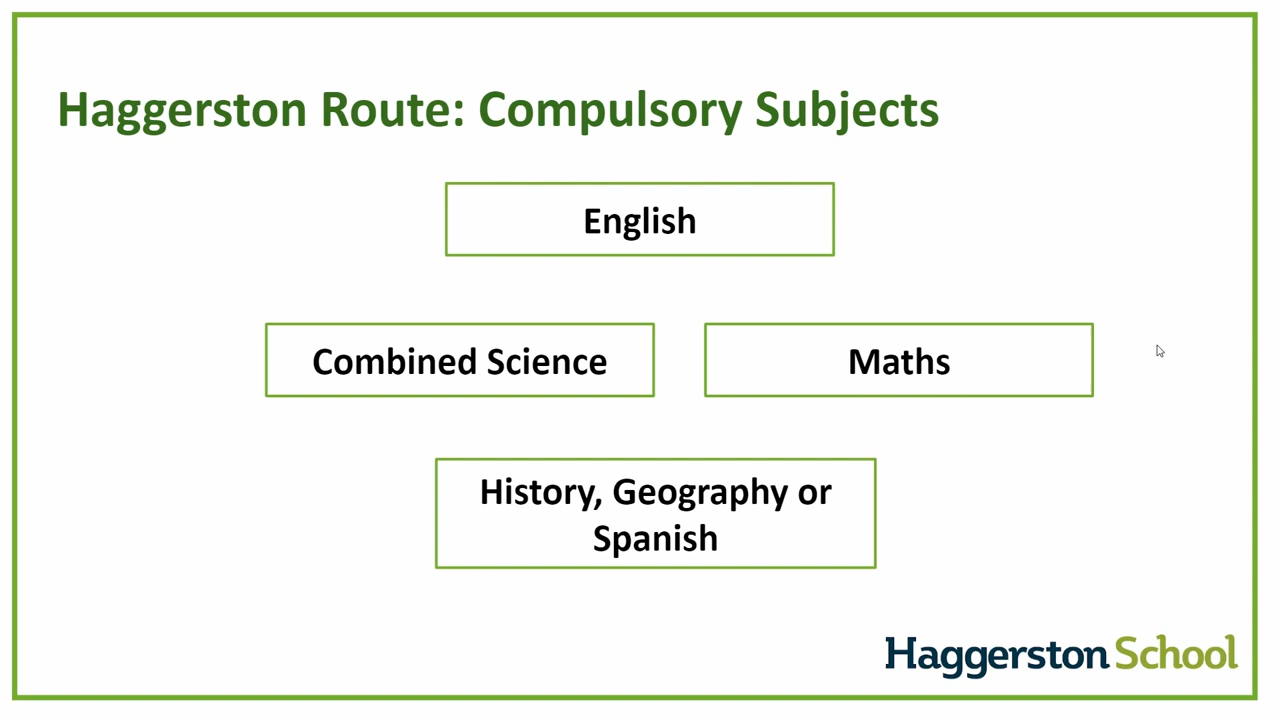 Haggerston Route: Compulsory Subjects
English
Combined Science
Maths
History, Geography or
Spanish
Haggerston School